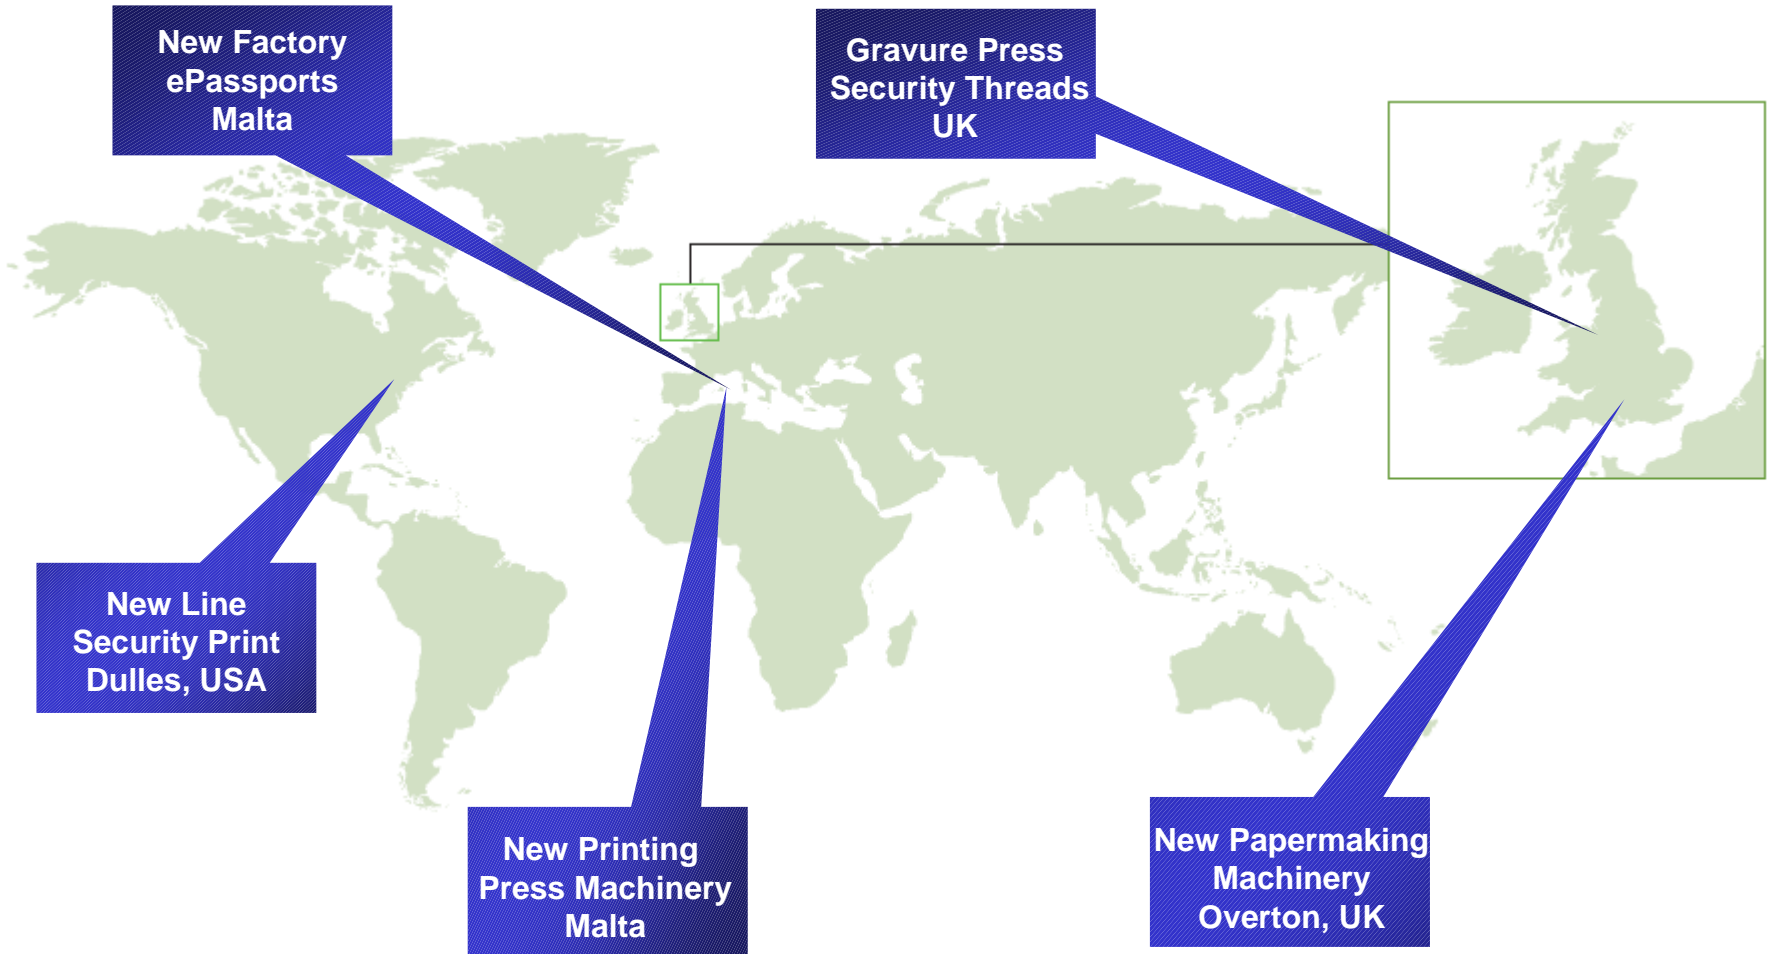 New Factory
ePassports
Malta
Gravure Press
Security Threads
UK
New Line
Security Print
Dulles, USA
New Printing
Press Machinery
Malta
New Papermaking
Machinery
Overton, UK